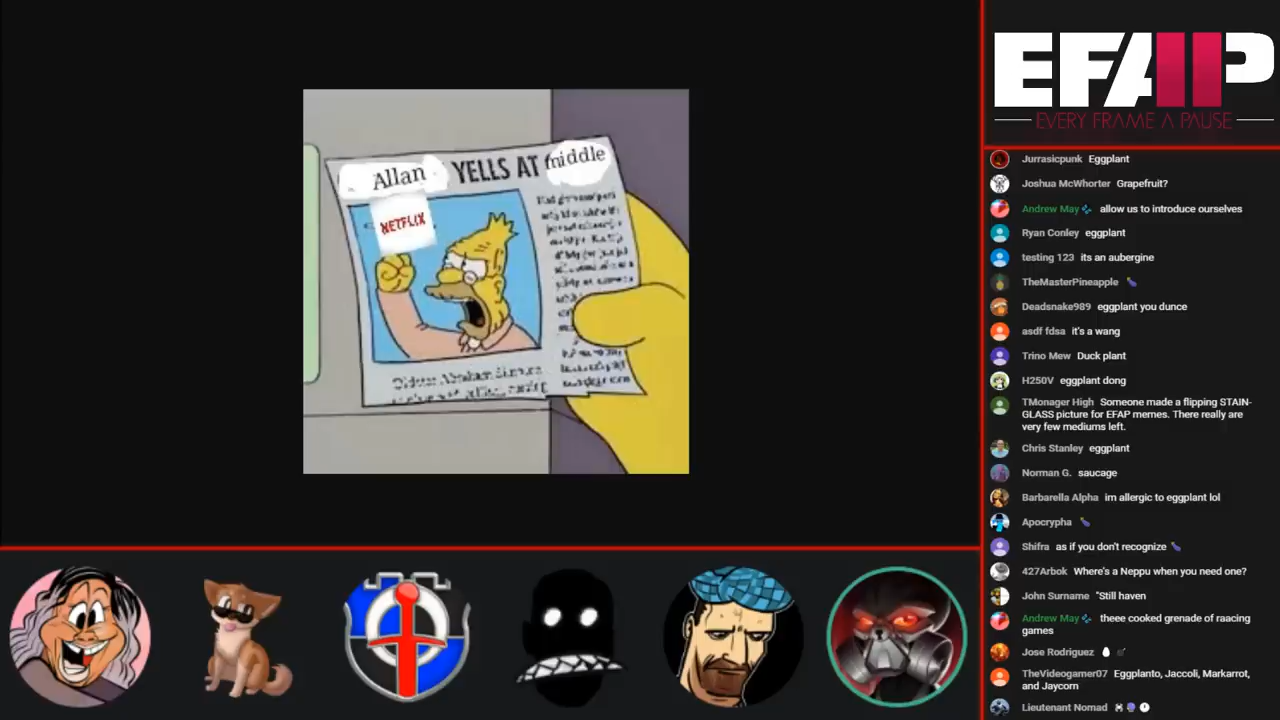 EFAP
EVERY FRAME A PAUSE
Allan YELLS AT middle
NETFLIX
Jurrasicpunk Eggplant
Joshua McWhorter Grapefruit?
Andrew May allow us to introduce ourselves
Ryan Conley eggplant
testing 123 its an aubergine
TheMasterPineapple 🍆
Deadsnake989 eggplant you dunce
asdf fdsa it's a wang
Trino Mew Duck plant
H250V eggplant dong
TMonager High Someone made a flipping STAIN-
GLASS picture for EFAP memes. There really are
very few mediums left.
Chris Stanley eggplant
Norman G. saucage
Barbarella Alpha im allergic to eggplant lol
Apocrypha 🍆
Shifra as if you don't recognize 🍆
427Arbok Where's a Neppu when you need one?
John Surname "Still haven
Andrew May theee cooked grenade of raacing
games
Jose Rodriguez
TheVideogamer07 Eggplanto, Jaccoli, Markarrot,
and Jaycorn
Lieutenant Nomad